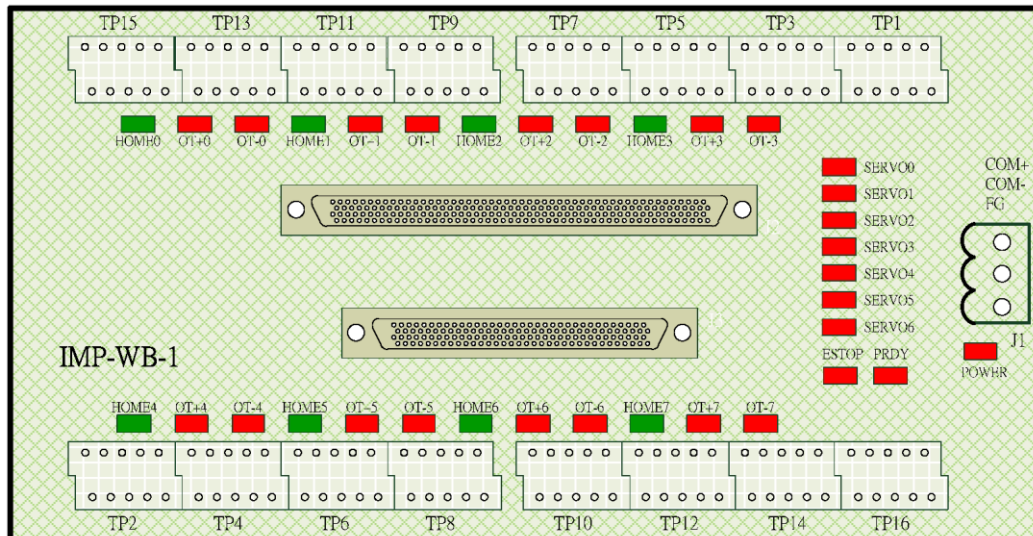 TP15 TP13 TP11 TP9 TP7 TP5 TP3 TP1
HOME0 OT+0 OT-0 HOME1 OT+1 OT-1 HOME2 OT+2 OT-2 HOME3 OT+3 OT-3
SERVO0
SERVO1
SERVO2
SERVO3
SERVO4
SERVO5
SERVO6
COM+
COM-
FG
J1
ESTOP PRDY
POWER
IMP-WB-1
HOME4 OT+4 OT-4 HOME5 OT+5 OT-5 HOME6 OT+6 OT-6 HOME7 OT+7 OT-7
TP2 TP4 TP6 TP8 TP10 TP12 TP14 TP16